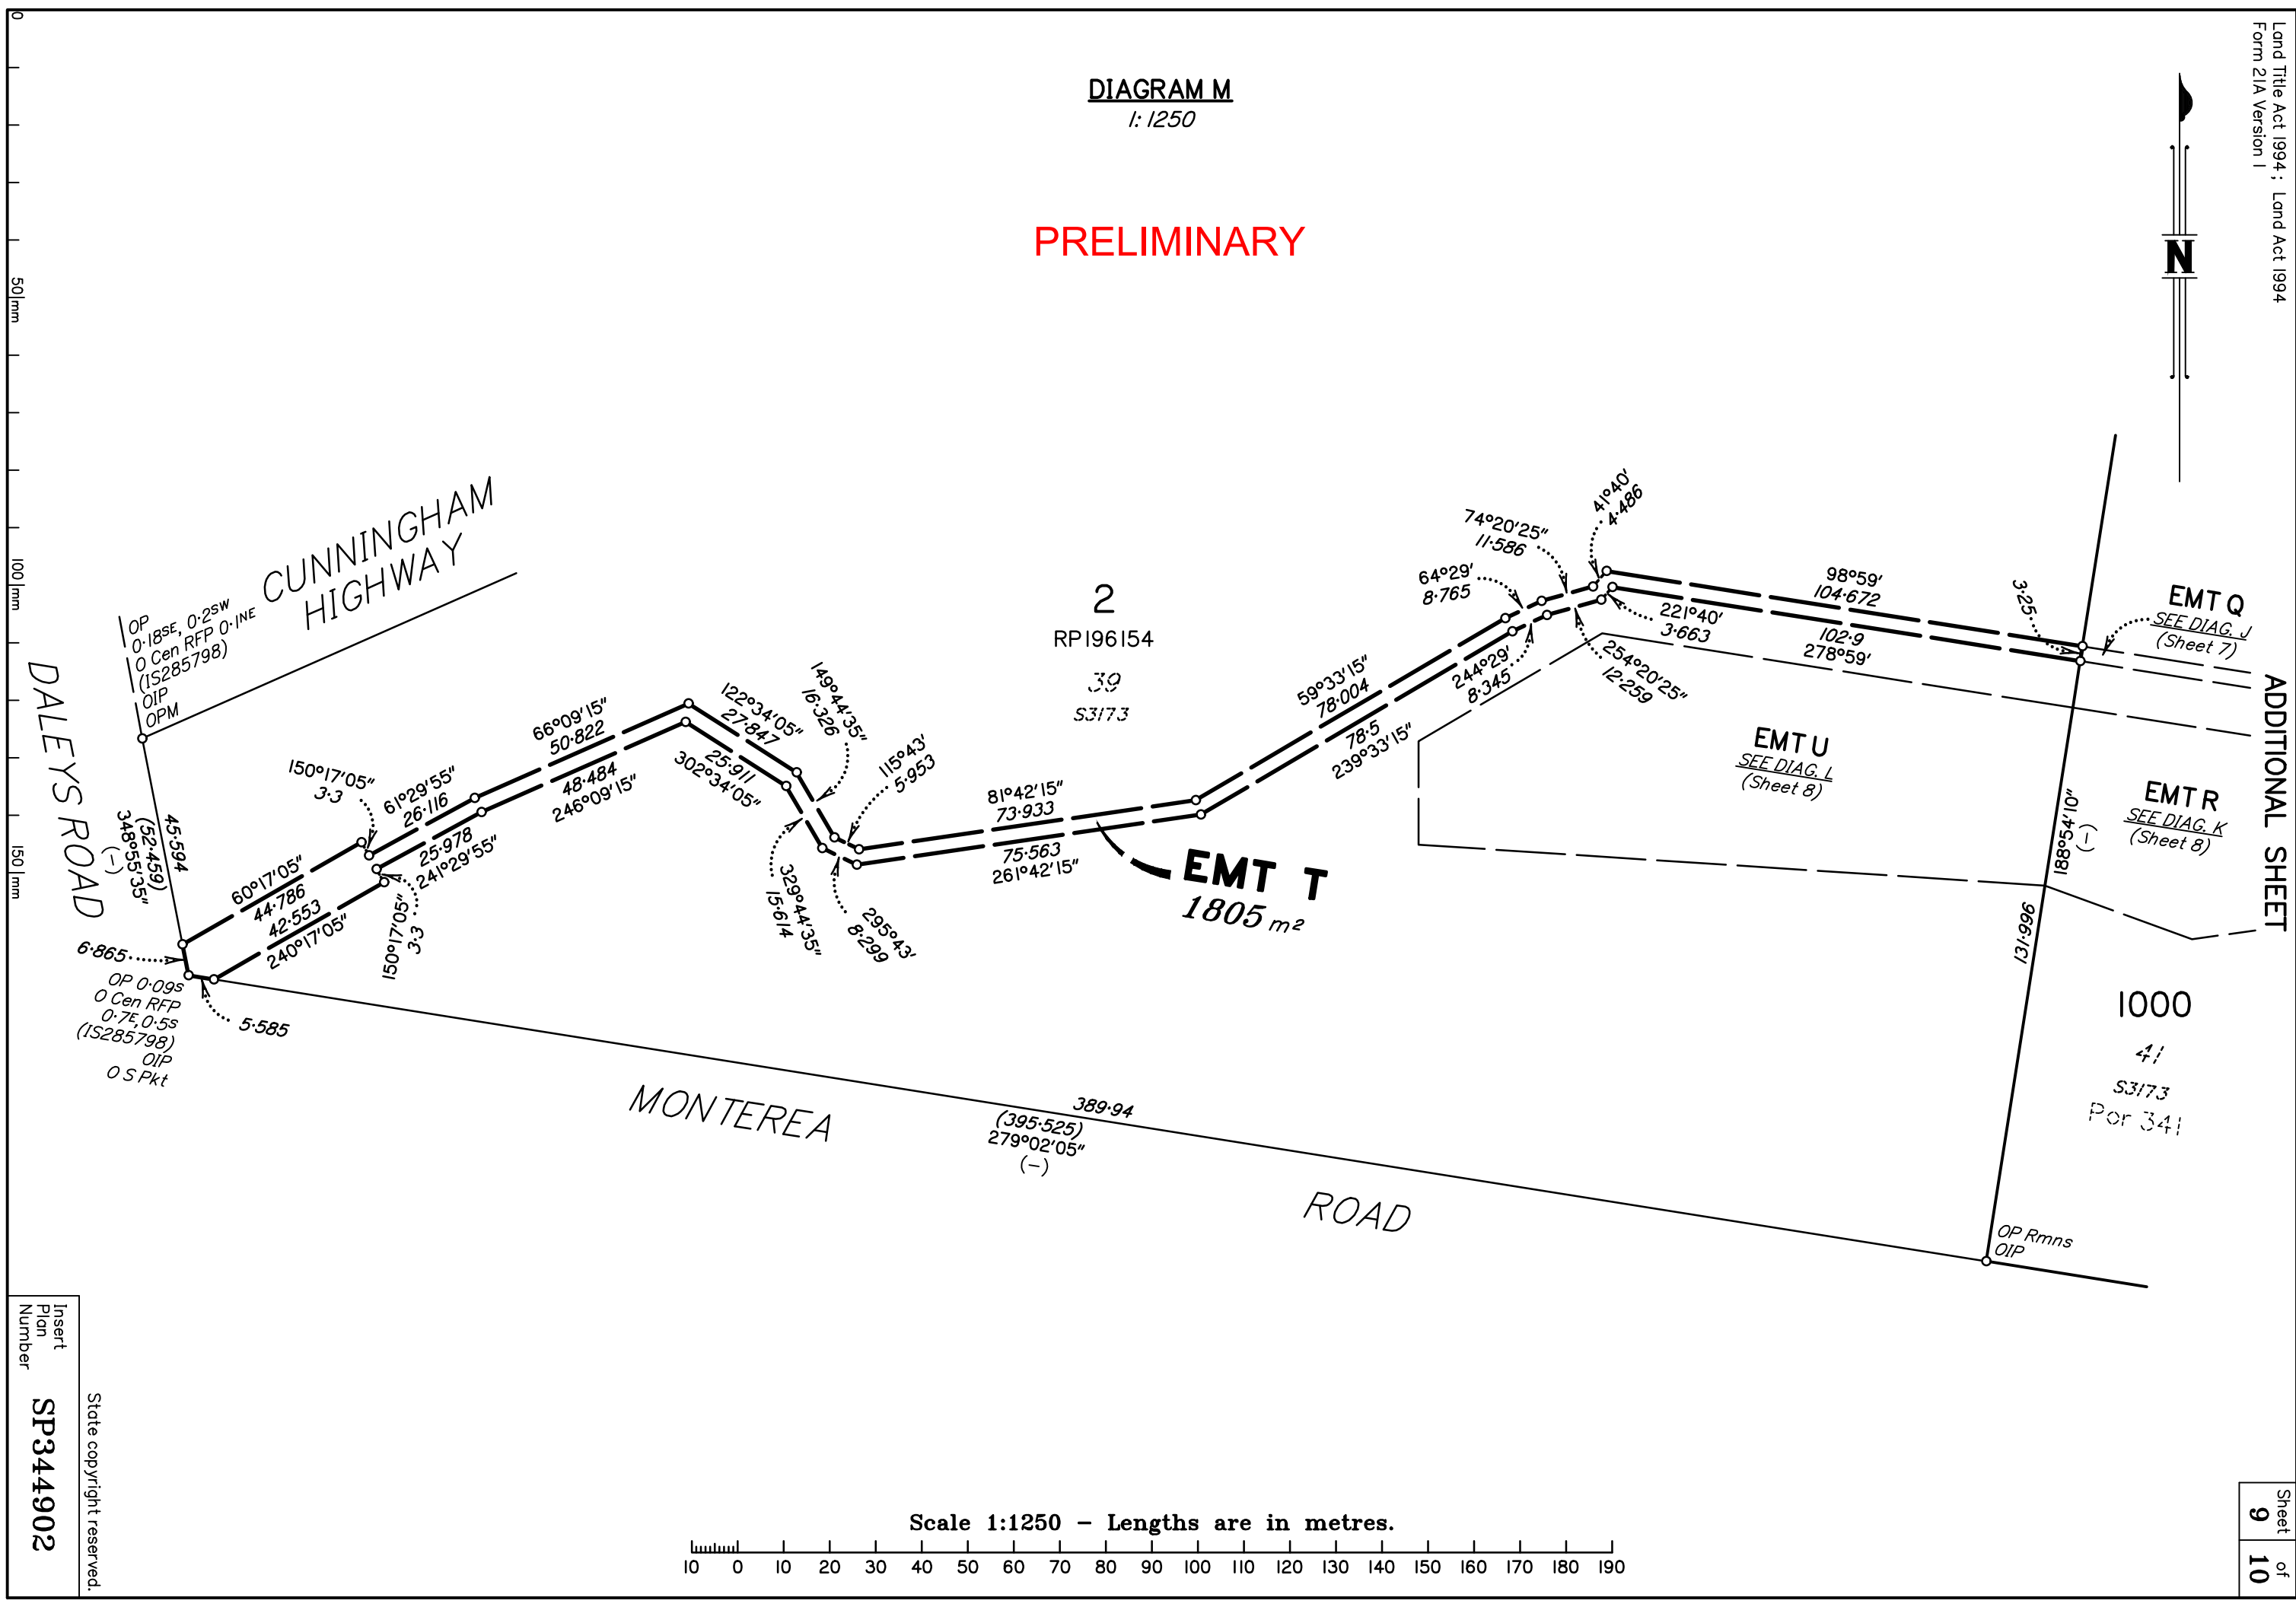 Land Title Act 1994 ; Land Act 1994
Form 21A Version 1
DIAGRAM M
1: 1250
PRELIMINARY
N
ADDITIONAL SHEET
0
50 mm
100 mm
150 mm
CUNNINGHAM
HIGHWAY
OP
0·18SE, 0·2SW
0 Cen RFP 0·1NE
(IS285798)
OIP
OPM
DALEYS ROAD
45·594
(52·459)
348°55'35"
(-)
6·865
OP 0·09S
0 Cen RFP
0·7E, 0·5S
(IS285798)
OIP
0 S Pkt
5·585
60°17'05"
44·786
42·553
240°17'05"
150°17'05"
3·3
150°17'05"
3·3
61°29'55"
26·116
25·978
241°29'55"
66°09'15"
50·822
48·484
246°09'15"
122°34'05"
27·847
25·911
302°34'05"
149°44'35"
16·326
329°44'35"
15·614
115°43'
5·953
295°43'
8·299
81°42'15"
73·933
75·563
261°42'15"
EMT T
1805 m²
2
RP196154
39
S3173
59°33'15"
78·004
78·5
239°33'15"
64°29'
8·765
244°29'
8·345
74°20'25"
11·586
254°20'25"
12·259
41°40'
4·486
221°40'
3·663
98°59'
104·672
102·9
278°59'
3·25
EMT Q
SEE DIAG. J
(Sheet 7)
EMT U
SEE DIAG. L
(Sheet 8)
EMT R
SEE DIAG. K
(Sheet 8)
188°54'10"
(-)
131·996
1000
41
S3173
Por 341
OP Rmns
OIP
MONTEREA
ROAD
389·94
(395·525)
279°02'05"
(-)
Scale 1:1250 – Lengths are in metres.
10 0 10 20 30 40 50 60 70 80 90 100 110 120 130 140 150 160 170 180 190
State copyright reserved.
Insert
Plan
Number
SP344902
Sheet
9
of
10